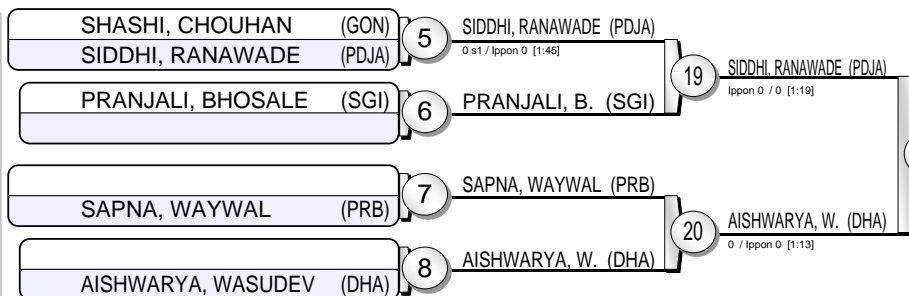 SHASHI, CHOUHAN (GON)
SIDDHI, RANAWADE (PDJA)
5
SIDDHI, RANAWADE (PDJA)
0 s1 / Ippon 0 [1:45]
PRANJALI, BHOSALE (SGI)
6
PRANJALI, B. (SGI)
19
SIDDHI, RANAWADE (PDJA)
Ippon 0 / 0 [1:19]
SAPNA, WAYWAL (PRB)
7
SAPNA, WAYWAL (PRB)
AISHWARYA, WASUDEV (DHA)
8
AISHWARYA, W. (DHA)
20
AISHWARYA, W. (DHA)
0 / Ippon 0 [1:13]